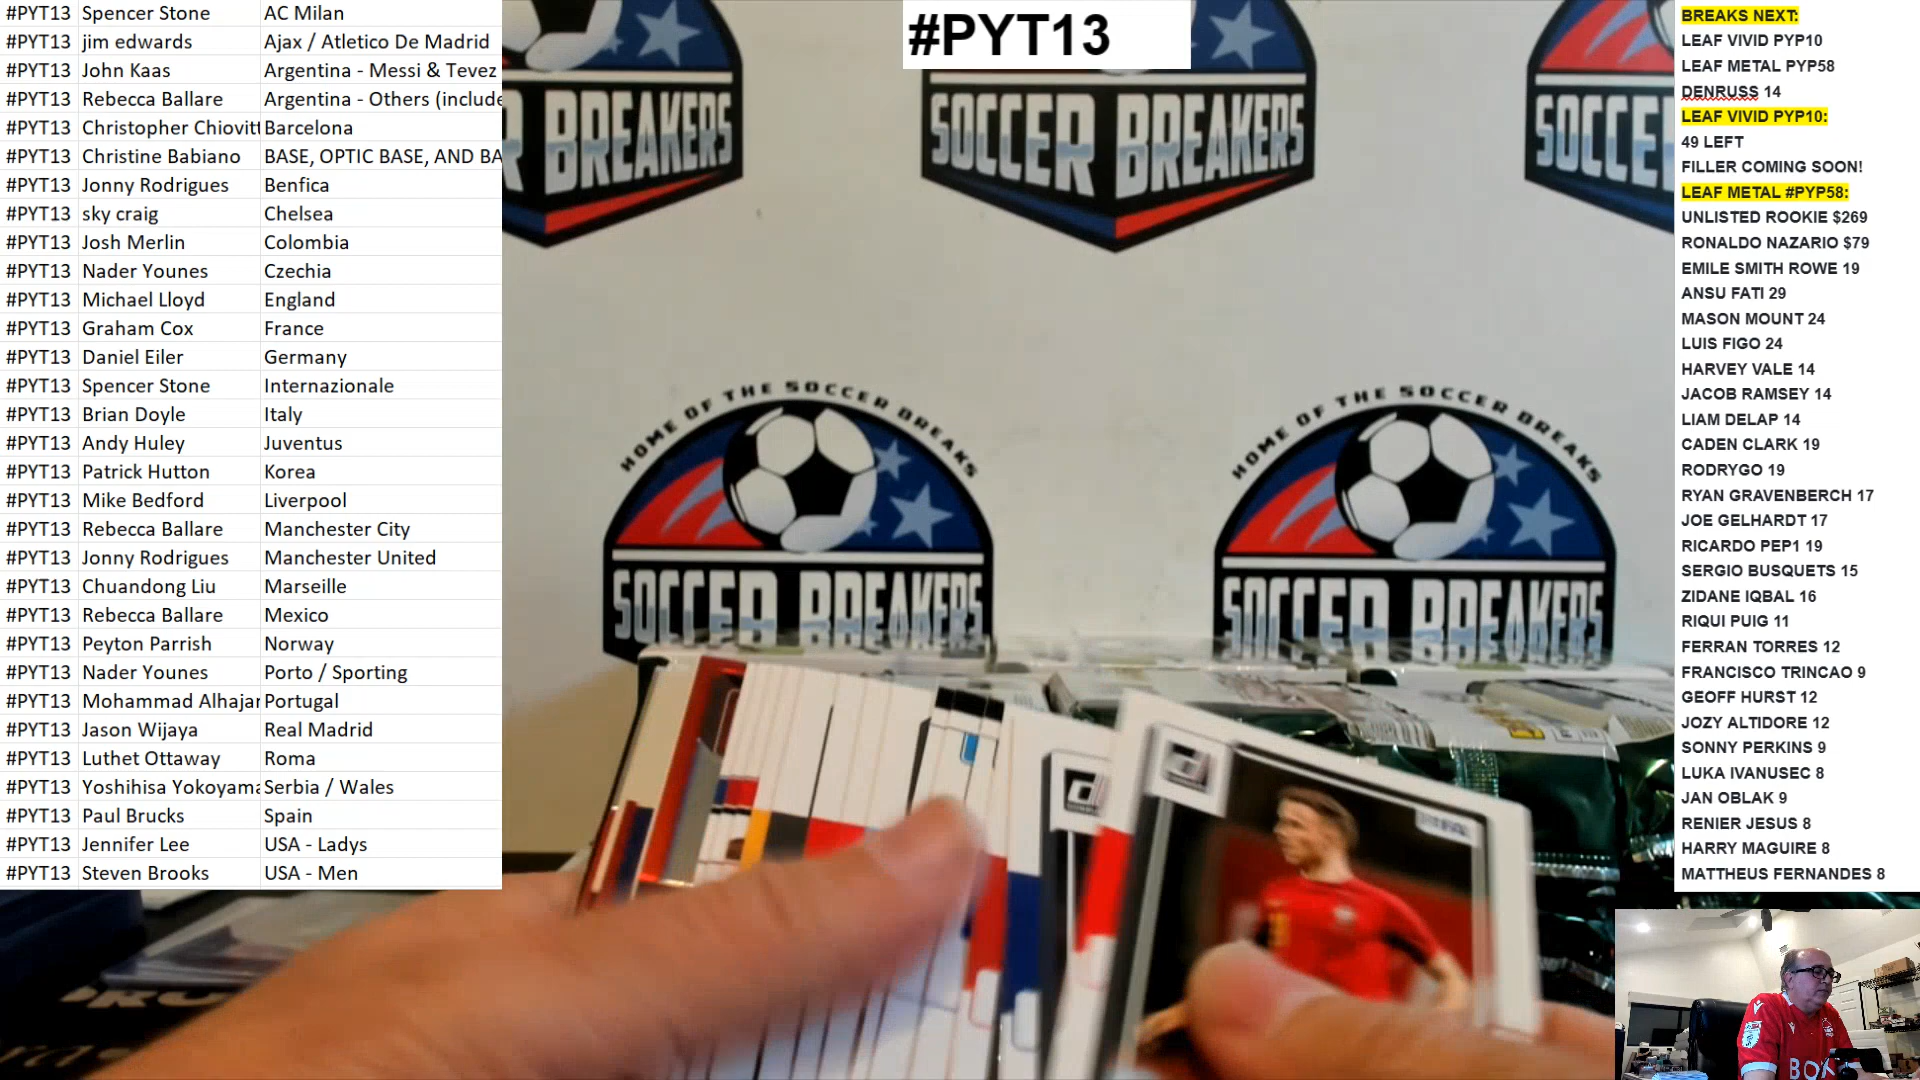 #PYT13 Spencer Stone AC Milan
#PYT13 jim edwards Ajax / Atletico De Madrid
#PYT13 John Kaas Argentina - Messi & Tevez
#PYT13 Rebecca Ballare Argentina - Others (include
#PYT13 Christopher Chiovitt Barcelona
#PYT13 Christine Babiano BASE, OPTIC BASE, AND BA
#PYT13 Jonny Rodrigues Benfica
#PYT13 sky craig Chelsea
#PYT13 Josh Merlin Colombia
#PYT13 Nader Younes Czechia
#PYT13 Michael Lloyd England
#PYT13 Graham Cox France
#PYT13 Daniel Eiler Germany
#PYT13 Spencer Stone Internazionale
#PYT13 Brian Doyle Italy
#PYT13 Andy Huley Juventus
#PYT13 Patrick Hutton Korea
#PYT13 Mike Bedford Liverpool
#PYT13 Rebecca Ballare Manchester City
#PYT13 Jonny Rodrigues Manchester United
#PYT13 Chuandong Liu Marseille
#PYT13 Rebecca Ballare Mexico
#PYT13 Peyton Parrish Norway
#PYT13 Nader Younes Porto / Sporting
#PYT13 Mohammad Alhajar Portugal
#PYT13 Jason Wijaya Real Madrid
#PYT13 Luthet Ottaway Roma
#PYT13 Yoshihisa Yokoyama Serbia / Wales
#PYT13 Paul Brucks Spain
#PYT13 Jennifer Lee USA - Ladys
#PYT13 Steven Brooks USA - Men
#PYT13
R BREAKERS
SOCCER BREAKERS
SOCCE
HOME OF THE SOCCER BREAKS
SOCCER BREAKERS
HOME OF THE SOCCER BREAKS
SOCCER BREAKERS
BREAKS NEXT:
LEAF VIVID PYP10
LEAF METAL PYP58
DENRUSS 14
LEAF VIVID PYP10:
49 LEFT
FILLER COMING SOON!
LEAF METAL #PYP58:
UNLISTED ROOKIE $269
RONALDO NAZARIO $79
EMILE SMITH ROWE 19
ANSU FATI 29
MASON MOUNT 24
LUIS FIGO 24
HARVEY VALE 14
JACOB RAMSEY 14
LIAM DELAP 14
CADEN CLARK 19
RODRYGO 19
RYAN GRAVENBERCH 17
JOE GELHARDT 17
RICARDO PEP1 19
SERGIO BUSQUETS 15
ZIDANE IQBAL 16
RIQUI PUIG 11
FERRAN TORRES 12
FRANCISCO TRINCAO 9
GEOFF HURST 12
JOZY ALTIDORE 12
SONNY PERKINS 9
LUKA IVANUSEC 8
JAN OBLAK 9
RENIER JESUS 8
HARRY MAGUIRE 8
MATTHEUS FERNANDES 8